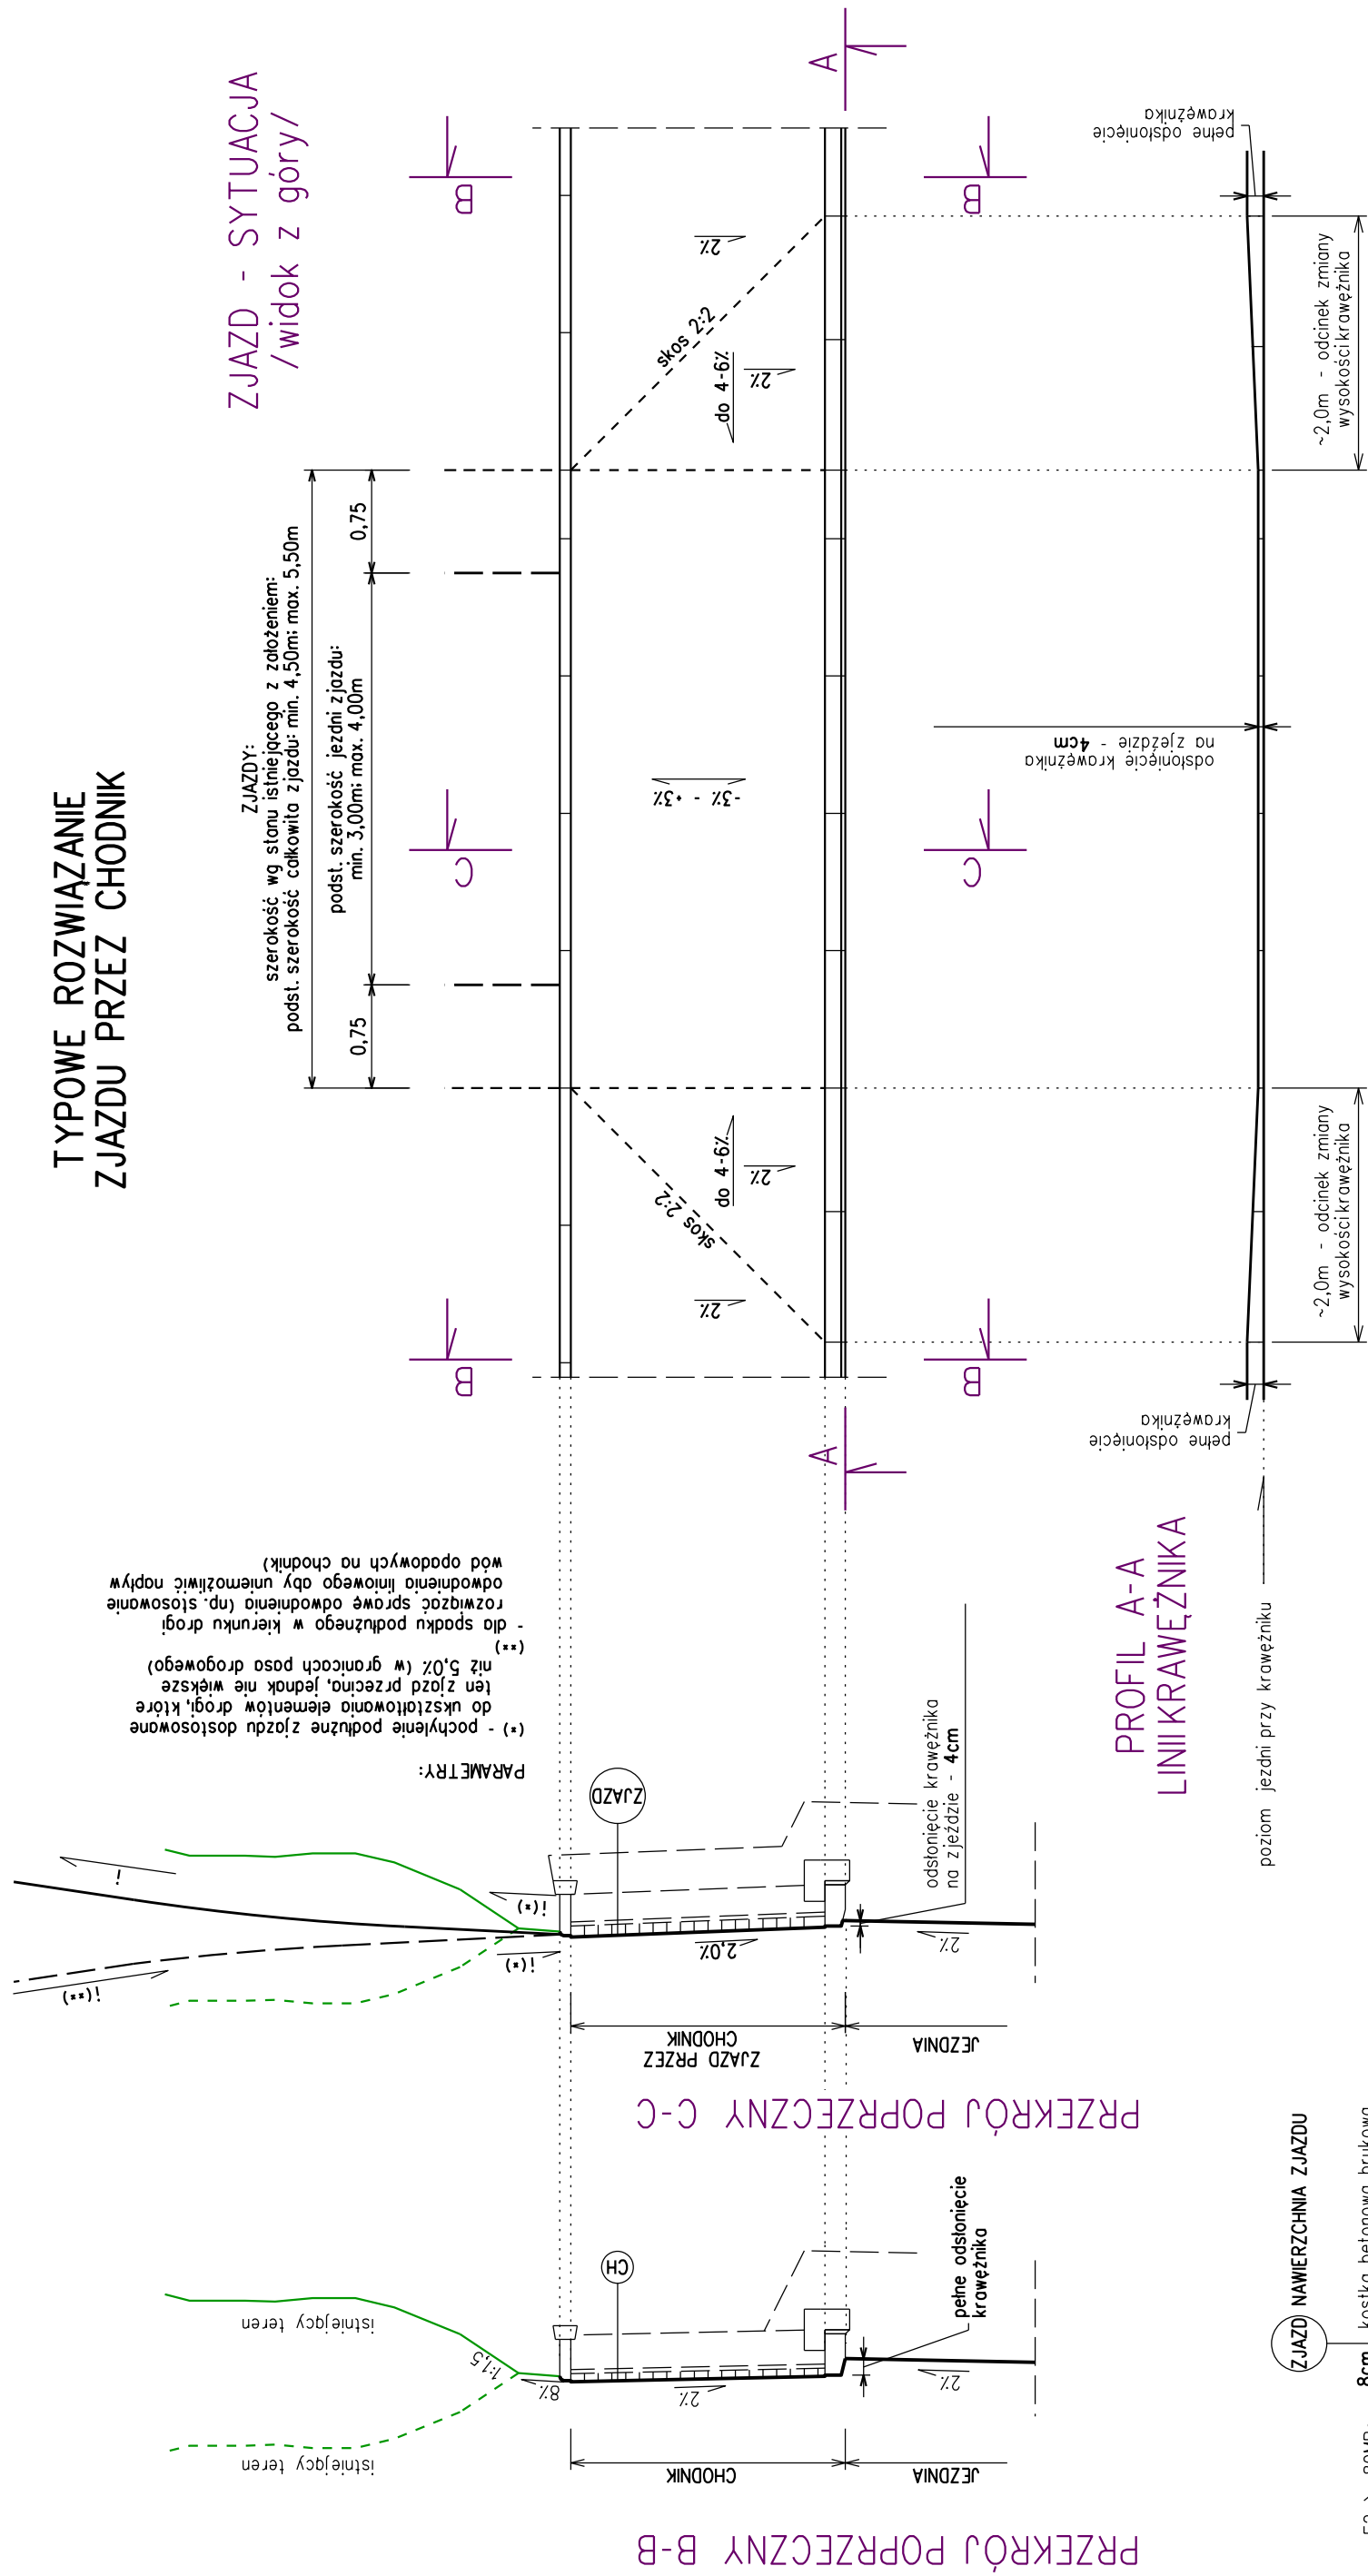 TYPOWE ROZWIĄZANIE
ZJAZDU PRZEZ CHODNIK
ZJAZD - SYTUACJA
/widok z góry/
ZJAZDY:
szerokość wg stanu istniejącego z założeniem:
podst. szerokość całkowita zjazdu: min. 4,50m; max. 5,50m
podst. szerokość jezdni zjazdu:
min. 3,00m; max. 4,00m
0,75
0,75
B
C
B
A
skos 2:2
skos 2:2
2%
2%
do 4-6%
2%
-3% - +3%
do 4-6%
2%
B
C
B
A
pełne odsłonięcie
krawężnika
odsłonięcie krawężnika
na zjeździe - 4cm
pełne odsłonięcie
krawężnika
~2,0m - odcinek zmiany
wysokości krawężnika
~2,0m - odcinek zmiany
wysokości krawężnika
PROFIL A-A
LINII KRAWĘŻNIKA
poziom jezdni przy krawężniku
PARAMETRY:
(*) - pochylenie podłużne zjazdu dostosowane
do ukształtowania elementów drogi, które
ten zjazd przecina, jednak nie większe
niż 5,0% (w granicach pasa drogowego)
(**)
- dla spadku podłużnego w kierunku drogi
rozwiązać sprawę odwodnienia (np. stosowanie
odwodnienia liniowego aby uniemożliwić napływ
wód opadowych na chodnik)
i
i(**)
i(*)
i(*)
ZJAZD
2,0%
2%
odsłonięcie krawężnika
na zjeździe - 4cm
ZJAZD PRZEZ
CHODNIK
JEZDNIA
PRZEKRÓJ POPRZECZNY C-C
istniejący teren
istniejący teren
1:1,5
8%
CH
2%
2%
pełne odsłonięcie
krawężnika
CHODNIK
JEZDNIA
PRZEKRÓJ POPRZECZNY B-B
ZJAZD NAWIERZCHNIA ZJAZDU
8cm kostka betonowa brukowa